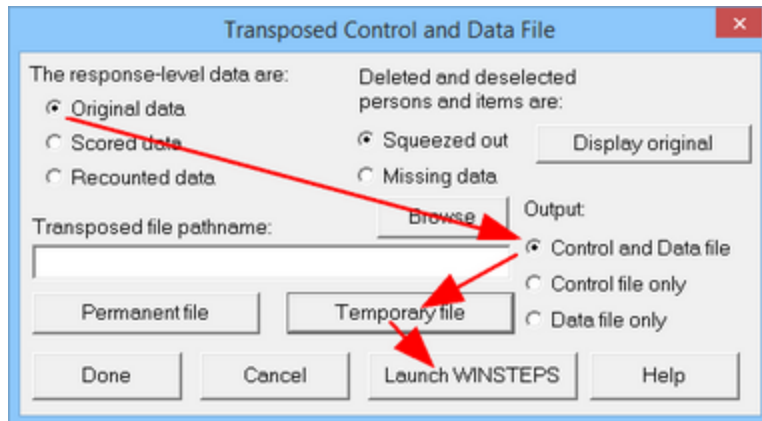 Transposed Control and Data File
The response-level data are:
Original data
Scored data
Recounted data
Deleted and deselected
persons and items are:
Squeezed out
Missing data
Display original
Browse
Transposed file pathname:
Output:
Control and Data file
Control file only
Data file only
Permanent file
Temporary file
Done
Cancel
Launch WINSTEPS
Help